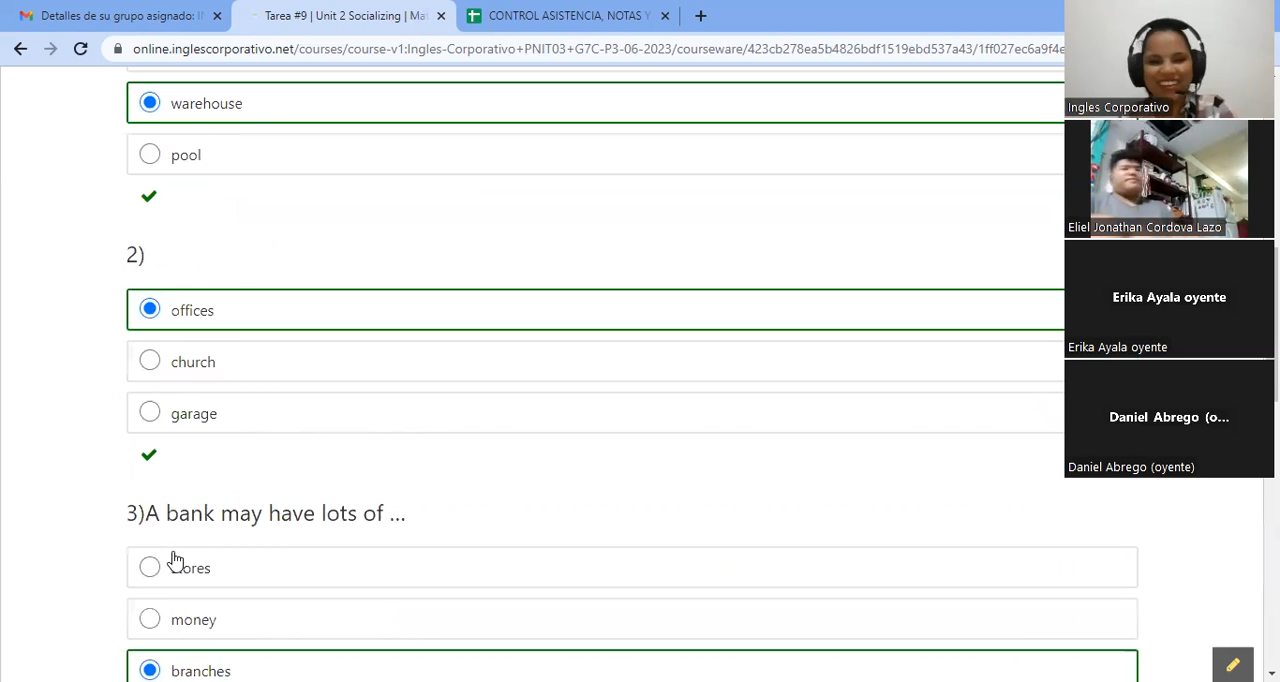 Detalles de su grupo asignado: IN
Tarea #9 | Unit 2 Socializing | Mat
CONTROL ASISTENCIA, NOTAS Y
online.inglescorporativo.net/courses/course-v1:Ingles-Corporativo+PNIT03+G7C-P3-06-2023/courseware/423cb278ea5b4826bdf1519ebd537a43/1ff027ec6a9f4e
warehouse
pool
2)
offices
church
garage
3)A bank may have lots of ...
money
branches
Ingles Corporativo
Eliel Jonathan Cordova Lazo
Erika Ayala oyente
Erika Ayala oyente
Daniel Abrego (o...
Daniel Abrego (oyente)